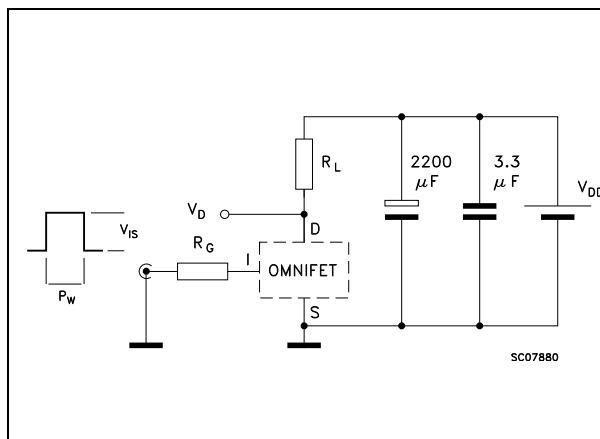 2200 3.3
μF μF
R_L
V_DD
V_D
D
V_IS
R_G
I
OMNIFET
P_W
S
SC07880